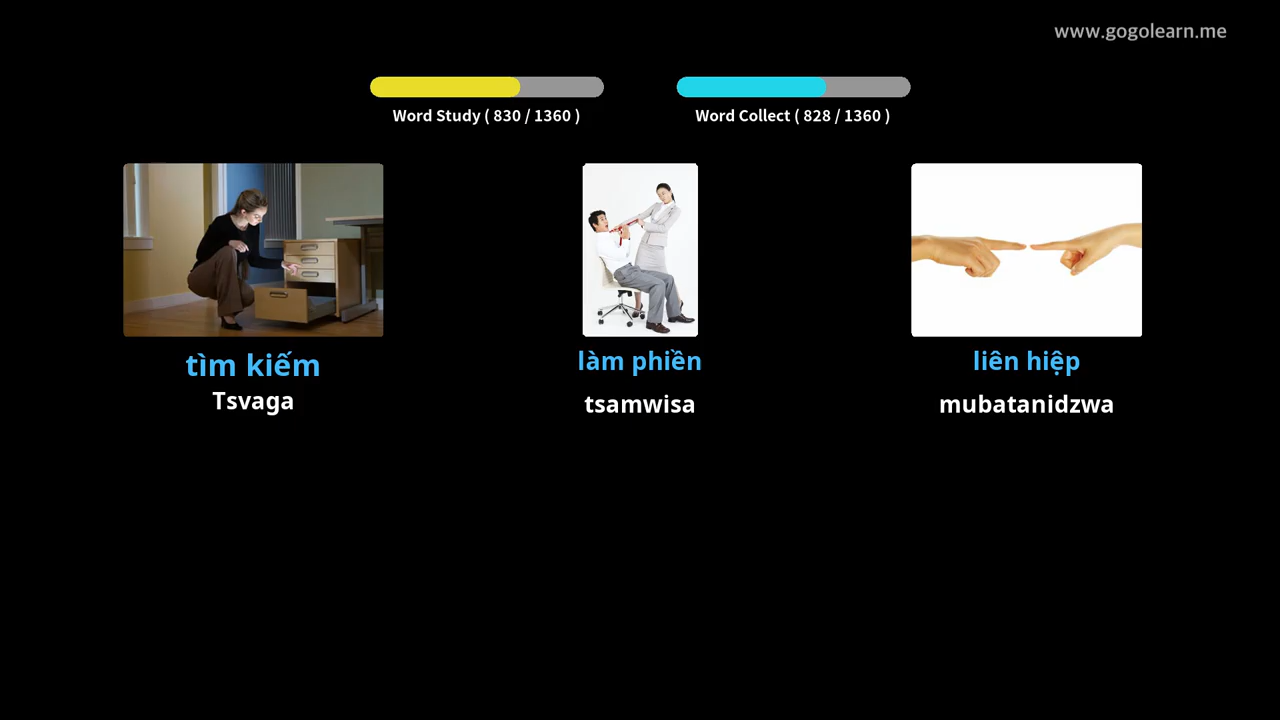 www.gogolearn.me
Word Study ( 830 / 1360 )
Word Collect ( 828 / 1360 )
tìm kiếm
Tsvaga
làm phiền
tsamwisa
liên hiệp
mubatanidzwa